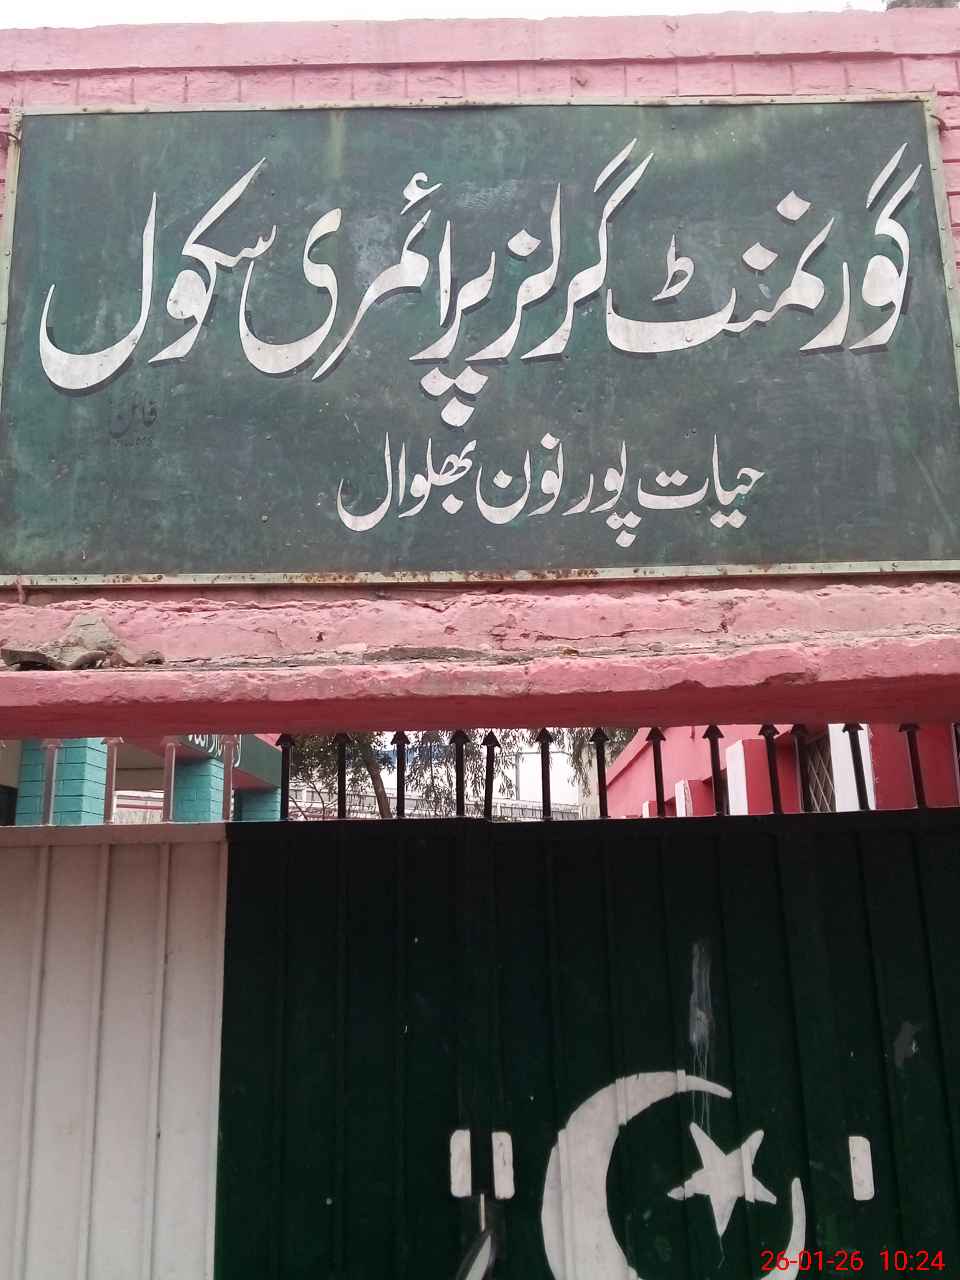 گورنمنٹ گرلز پرائمری سکول
حیات پور نون بھلوال
26-01-26 10:24